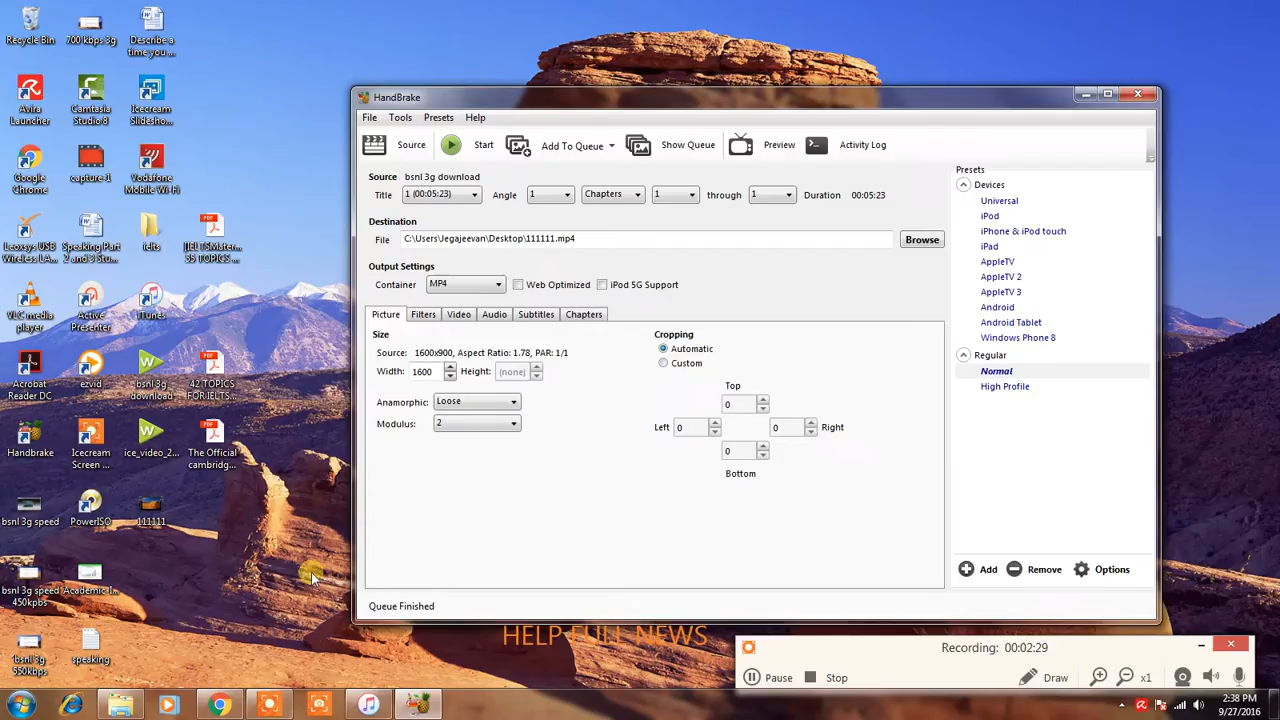 Recycle Bin
700 kbps 3g
Describe a
time you ...
Avira
Launcher
Camtasia
Studio 8
Icecream
Slidesho...
Google
Chrome
capture-1
Vodafone
Mobile Wi-Fi
Leoxsys USB
Wireless LA...
Speaking Part
2 and 3 Stu...
ielts
[IELTSMater...
55 TOPICS ...
VLC media
player
Active
Presenter
iTunes
Acrobat
Reader DC
ezvid
bsnl 3g
download
42 TOPICS
FOR IELTS...
Handbrake
Icecream
Screen ...
ice_video_2...
The Official
cambridg...
bsnl 3g speed
PowerISO
111111
bsnl 3g speed
450kpbs
Academic-I...
bsnl 3g
550kbps
speaking
HandBrake
File Tools Presets Help
Source Start Add To Queue Show Queue Preview Activity Log
Source bsnl 3g download
Title 1 (00:05:23) Angle 1 Chapters 1 through 1 Duration 00:05:23
Destination
File C:\Users\Jegajeevan\Desktop\111111.mp4 Browse
Output Settings
Container MP4 Web Optimized iPod 5G Support
Picture Filters Video Audio Subtitles Chapters
Size
Source: 1600x900, Aspect Ratio: 1.78, PAR: 1/1
Width: 1600 Height: (none)
Anamorphic: Loose
Modulus: 2
Cropping
Automatic
Custom
Top
0
Left 0 0 Right
0
Bottom
Presets
Devices
Universal
iPod
iPhone & iPod touch
iPad
AppleTV
AppleTV 2
AppleTV 3
Android
Android Tablet
Windows Phone 8
Regular
Normal
High Profile
Add Remove Options
Queue Finished
HELP FULL NEWS
Recording: 00:02:29
Pause Stop Draw x1
2:38 PM
9/27/2016